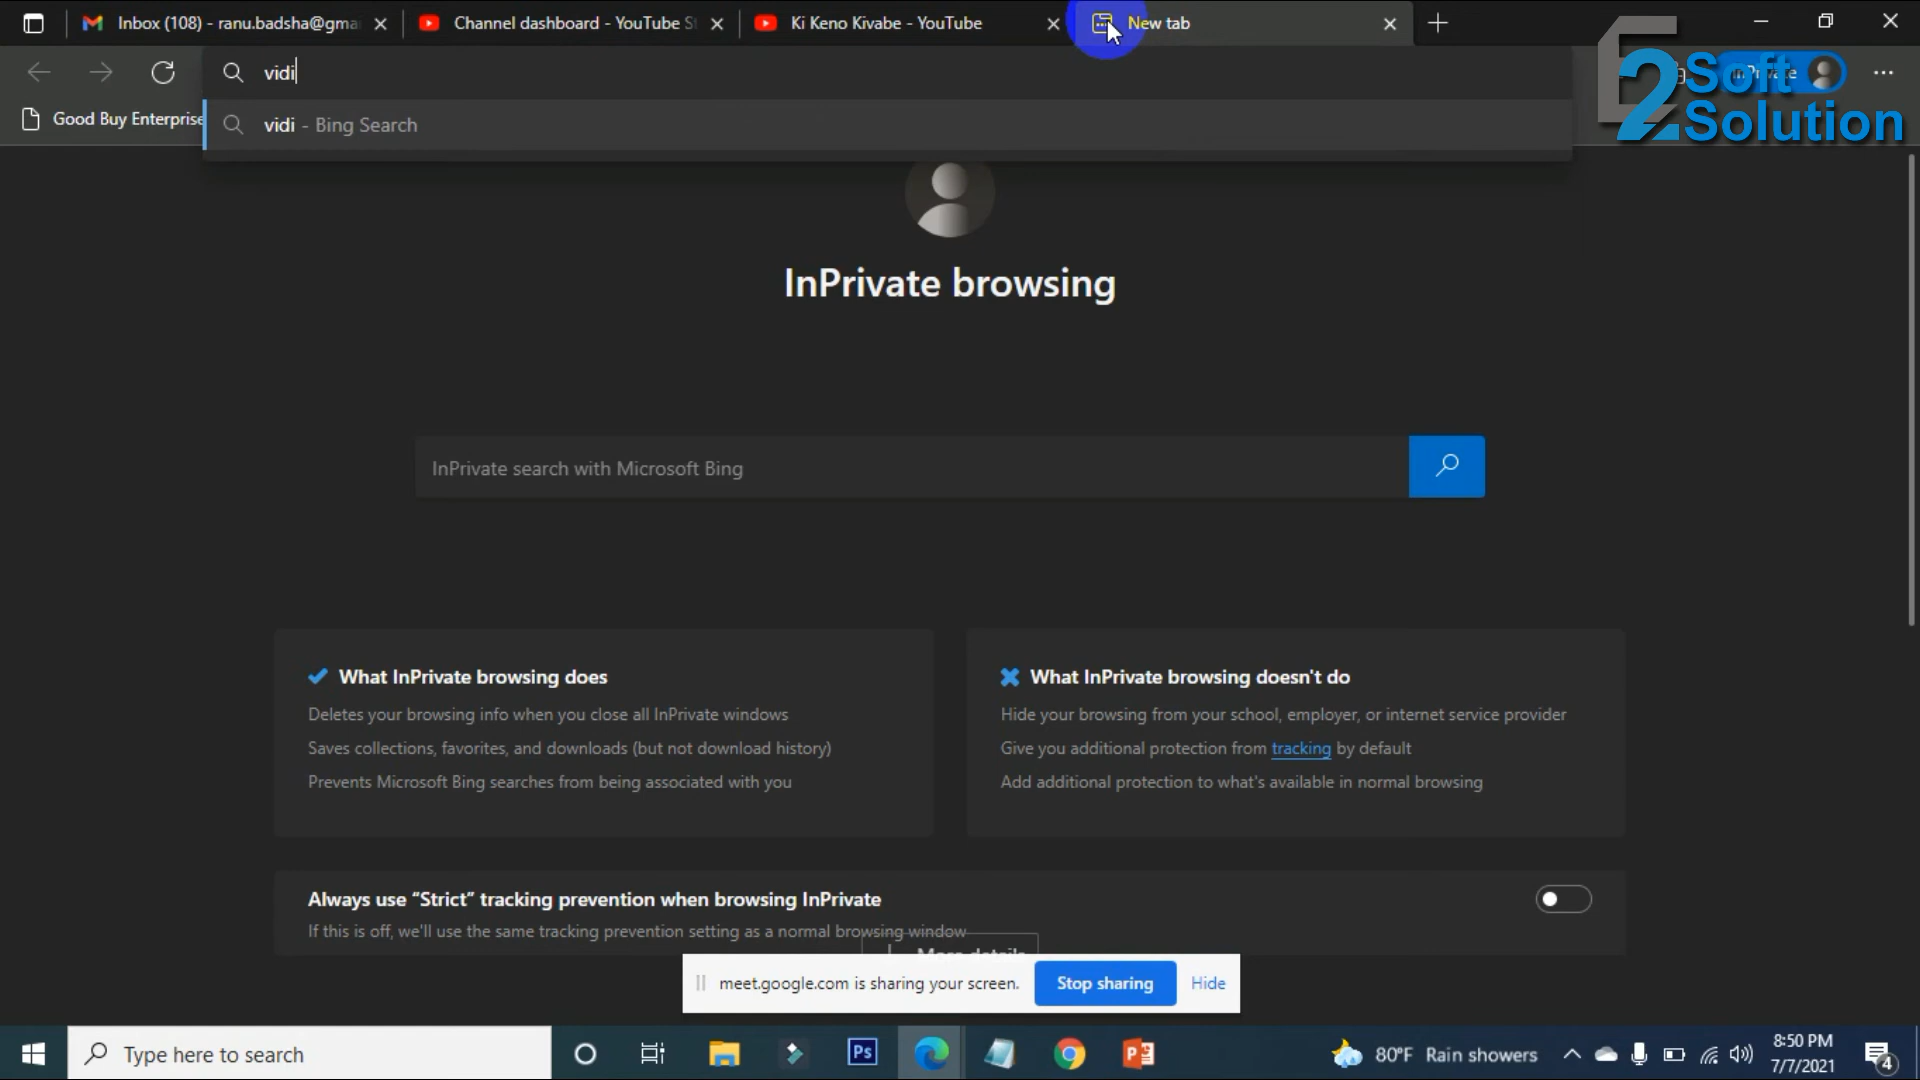 Inbox (108) - ranu.badsha@gma
Channel dashboard - YouTube St
Ki Keno Kivabe - YouTube
New tab
vidi
InPrivate
Soft
E2
Solution
Good Buy Enterprise
vidi - Bing Search
InPrivate browsing
InPrivate search with Microsoft Bing
What InPrivate browsing does
Deletes your browsing info when you close all InPrivate windows
Saves collections, favorites, and downloads (but not download history)
Prevents Microsoft Bing searches from being associated with you
What InPrivate browsing doesn't do
Hide your browsing from your school, employer, or internet service provider
Give you additional protection from tracking by default
Add additional protection to what's available in normal browsing
Always use “Strict” tracking prevention when browsing InPrivate
If this is off, we'll use the same tracking prevention setting as a normal browsing window
More details
meet.google.com is sharing your screen.
Stop sharing
Hide
Type here to search
Ps
80°F Rain showers
8:50 PM
7/7/2021
4